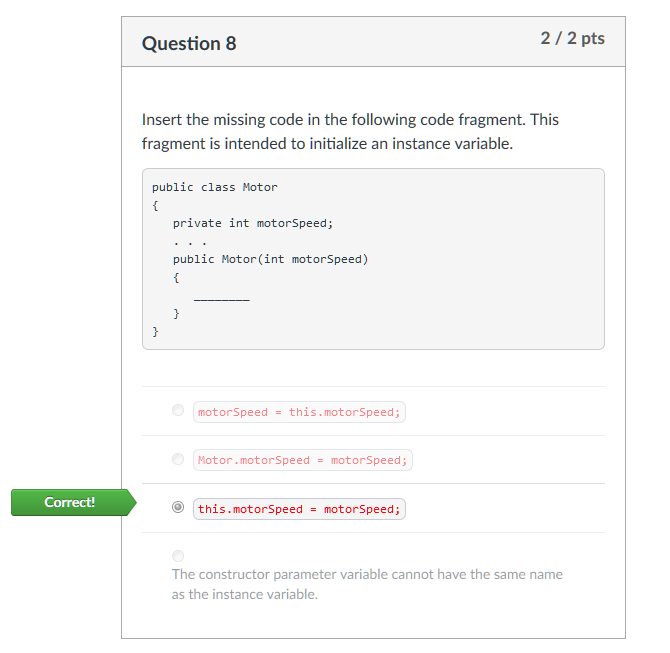 Question 8
2 / 2 pts
Insert the missing code in the following code fragment. This
fragment is intended to initialize an instance variable.
public class Motor
{
private int motorSpeed;
. . .
public Motor(int motorSpeed)
{
________
}
}
motorSpeed = this.motorSpeed;
Motor.motorSpeed = motorSpeed;
Correct!
this.motorSpeed = motorSpeed;
The constructor parameter variable cannot have the same name
as the instance variable.